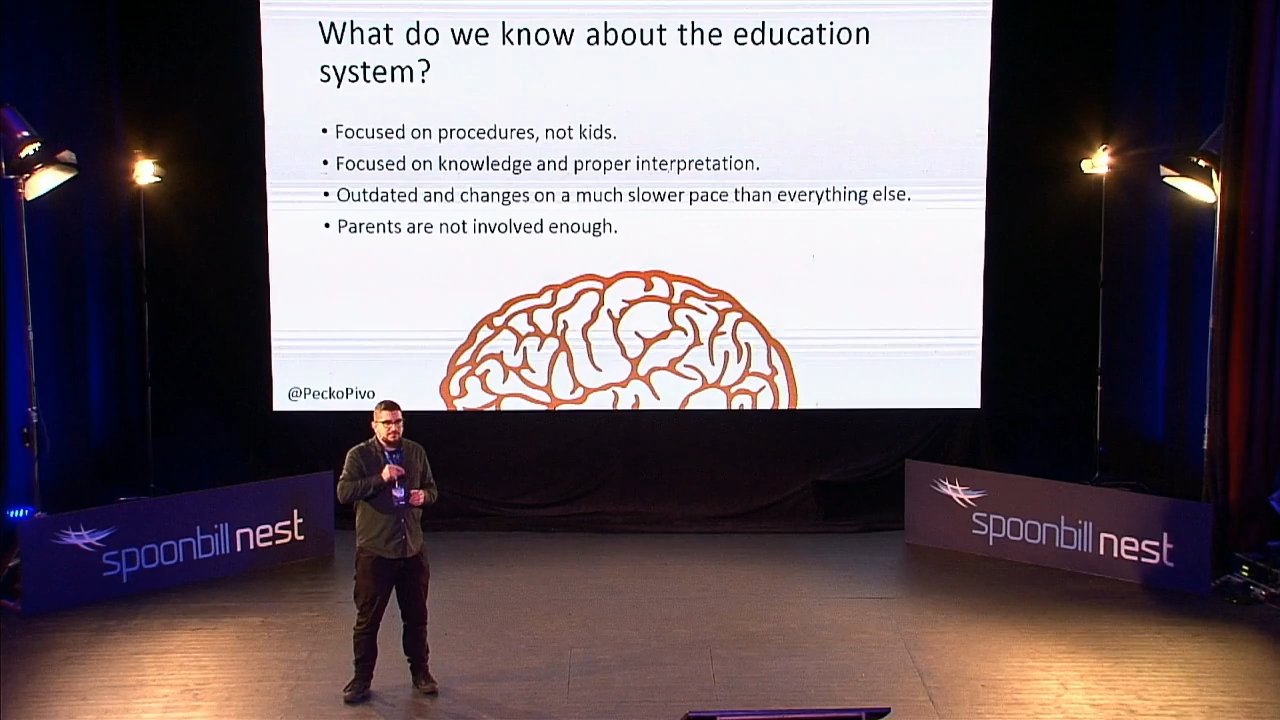 What do we know about the education
system?
• Focused on procedures, not kids.
• Focused on knowledge and proper interpretation.
• Outdated and changes on a much slower pace than everything else.
• Parents are not involved enough.
@PeckoPivo
spoonbill nest
spoonbill nest